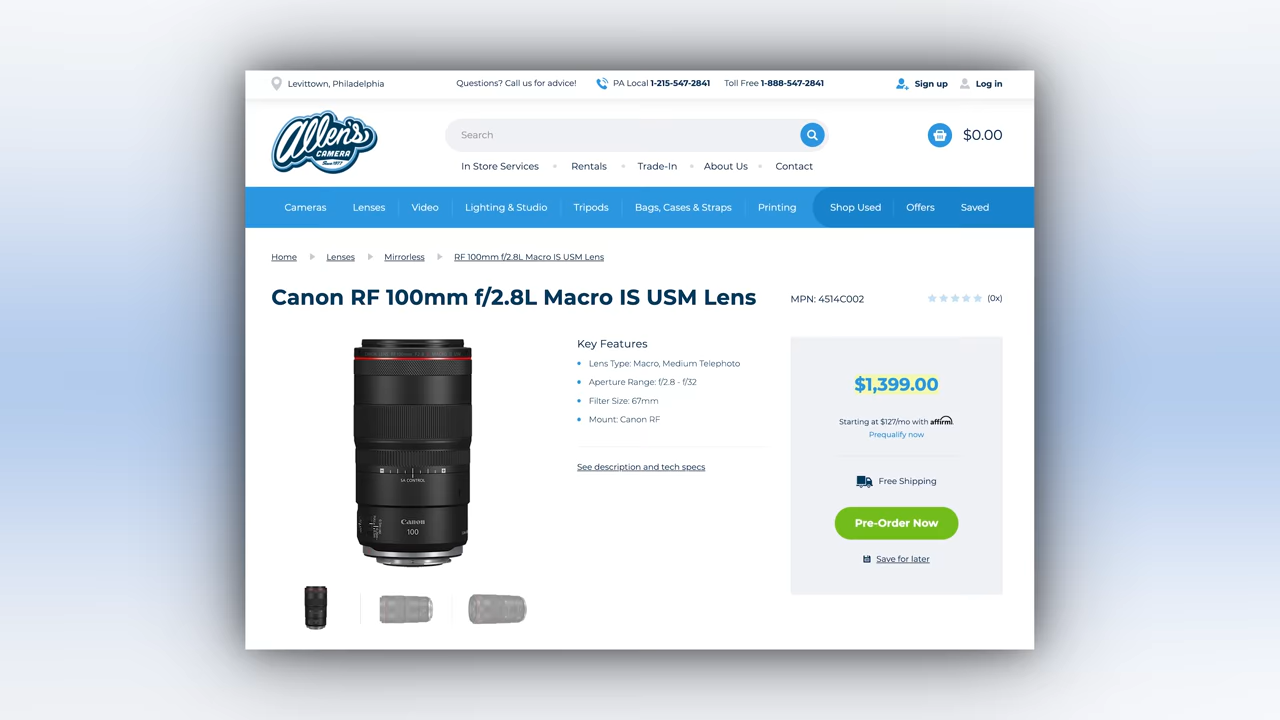 Levittown, Philadelphia
Questions? Call us for advice!
PA Local 1-215-547-2841
Toll Free 1-888-547-2841
Sign up
Log in
Allen's
CAMERA
Since 1977
Search
$0.00
In Store Services
Rentals
Trade-In
About Us
Contact
Cameras
Lenses
Video
Lighting & Studio
Tripods
Bags, Cases & Straps
Printing
Shop Used
Offers
Saved
Home
Lenses
Mirrorless
RF 100mm f/2.8L Macro IS USM Lens
Canon RF 100mm f/2.8L Macro IS USM Lens
MPN: 4514C002
(0x)
Key Features
Lens Type: Macro, Medium Telephoto
Aperture Range: f/2.8 - f/32
Filter Size: 67mm
Mount: Canon RF
See description and tech specs
$1,399.00
Starting at $127/mo with affirm.
Prequalify now
Free Shipping
Pre-Order Now
Save for later
SA CONTROL
Canon
100